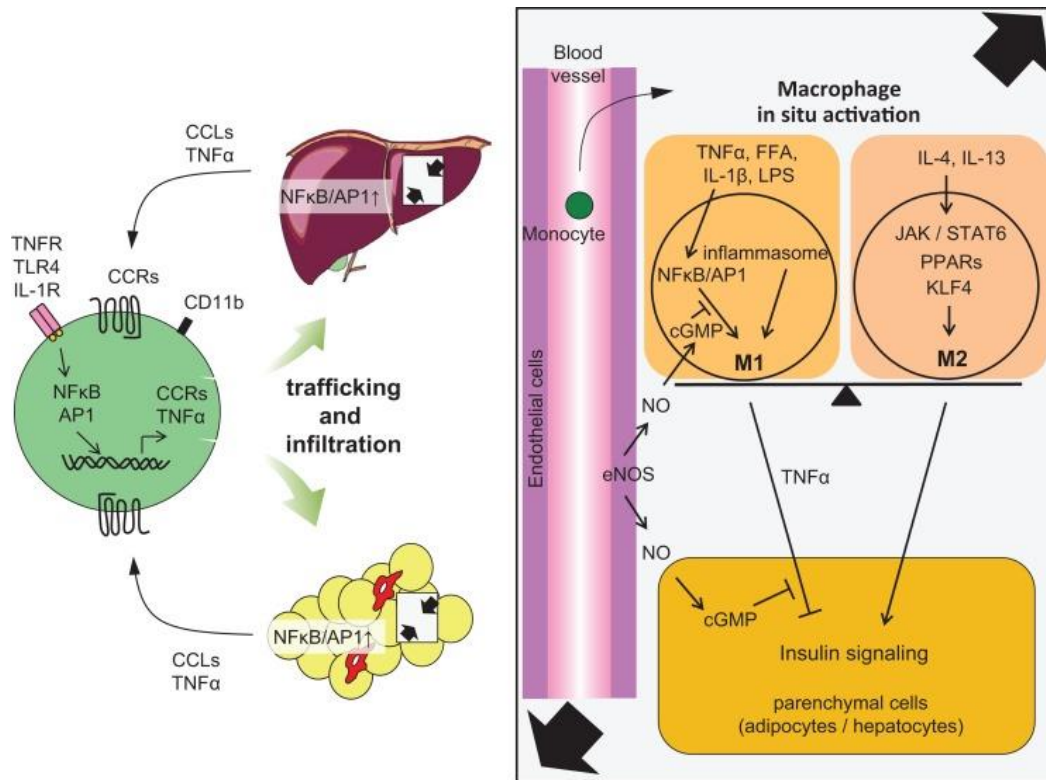 CCLs
TNFα
NFκB/AP1↑
TNFR
TLR4
IL-1R
CCRs
CD11b
NFκB
AP1
CCRs
TNFα
trafficking
and
infiltration
NFκB/AP1↑
CCLs
TNFα
Blood
vessel
Monocyte
Endothelial cells
eNOS
NO
NO
Macrophage
in situ activation
TNFα, FFA,
IL-1β, LPS
inflammasome
NFκB/AP1
cGMP
M1
IL-4, IL-13
JAK / STAT6
PPARs
KLF4
M2
TNFα
cGMP
Insulin signaling
parenchymal cells
(adipocytes / hepatocytes)